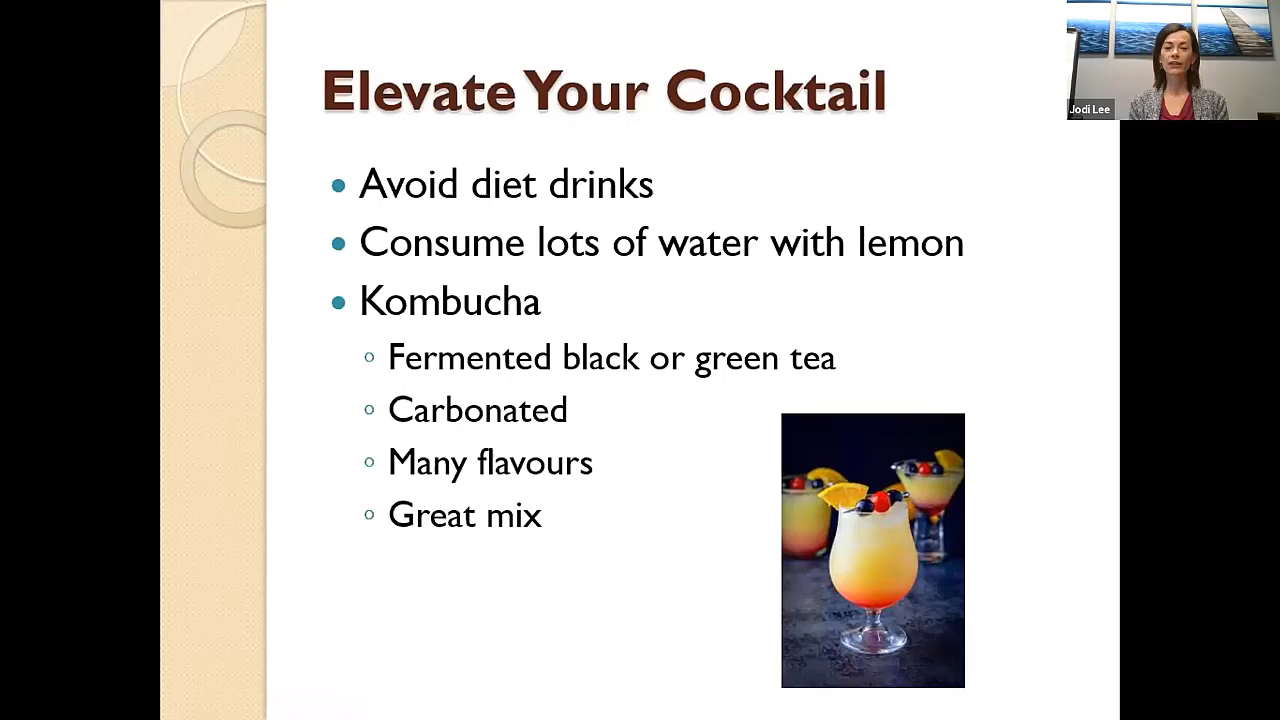 Elevate Your Cocktail
Jodi Lee
Avoid diet drinks
Consume lots of water with lemon
Kombucha
Fermented black or green tea
Carbonated
Many flavours
Great mix